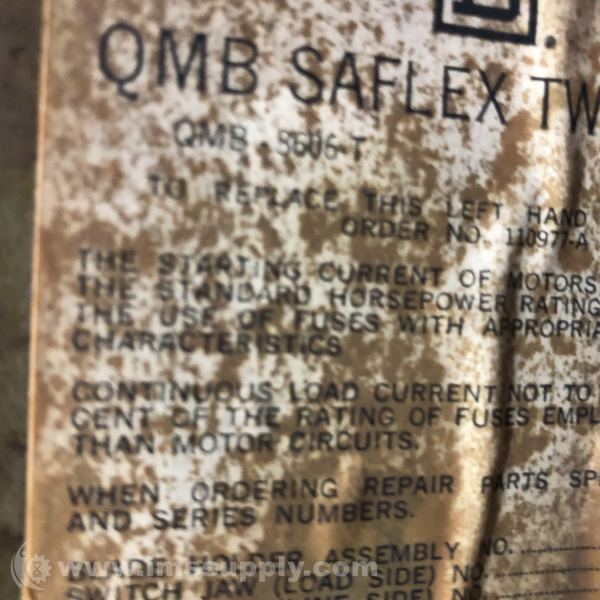 D
QMB SAFLEX TW
QMB
TO REPLACE THIS LEFT HAND
ORDER NO. 110977-A
THE STARTING CURRENT OF MOTORS
THE STANDARD HORSEPOWER RATING
THE USE OF FUSES WITH APPROPRIA
CHARACTERISTICS
CONTINUOUS LOAD CURRENT NOT TO
CENT OF THE RATING OF FUSES EMPL
THAN MOTOR CIRCUITS.
WHEN ORDERING REPAIR PARTS SP
AND SERIES NUMBERS.
HOLDER ASSEMBLY NO.
SWITCH JAW (LOAD SIDE) NO.
SIDE) NO.
www.imssupply.com